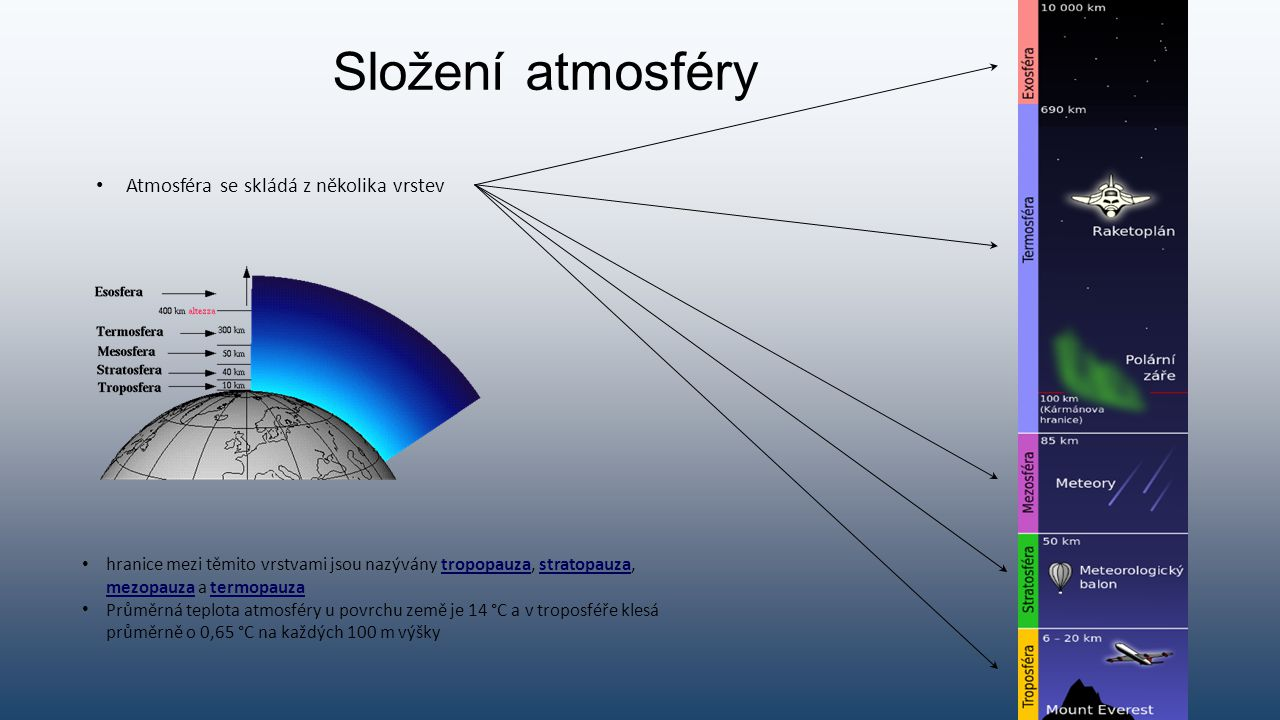 Složení atmosféry
• Atmosféra se skládá z několika vrstev
Esosfera
400 km altezza
Termosfera
300 km
Mesosfera
50 km
Stratosfera
40 km
Troposfera
10 km
• hranice mezi těmito vrstvami jsou nazývány tropopauza, stratopauza,
mezopauza a termopauza
• Průměrná teplota atmosféry u povrchu země je 14 °C a v troposféře klesá
průměrně o 0,65 °C na každých 100 m výšky
10 000 km
Exosféra
690 km
Termosféra
Raketoplán
Polární
záře
100 km
(Kármánova
hranice)
85 km
Mezosféra
Meteory
50 km
Stratosféra
Meteorologický
balon
6 – 20 km
Troposféra
Mount Everest